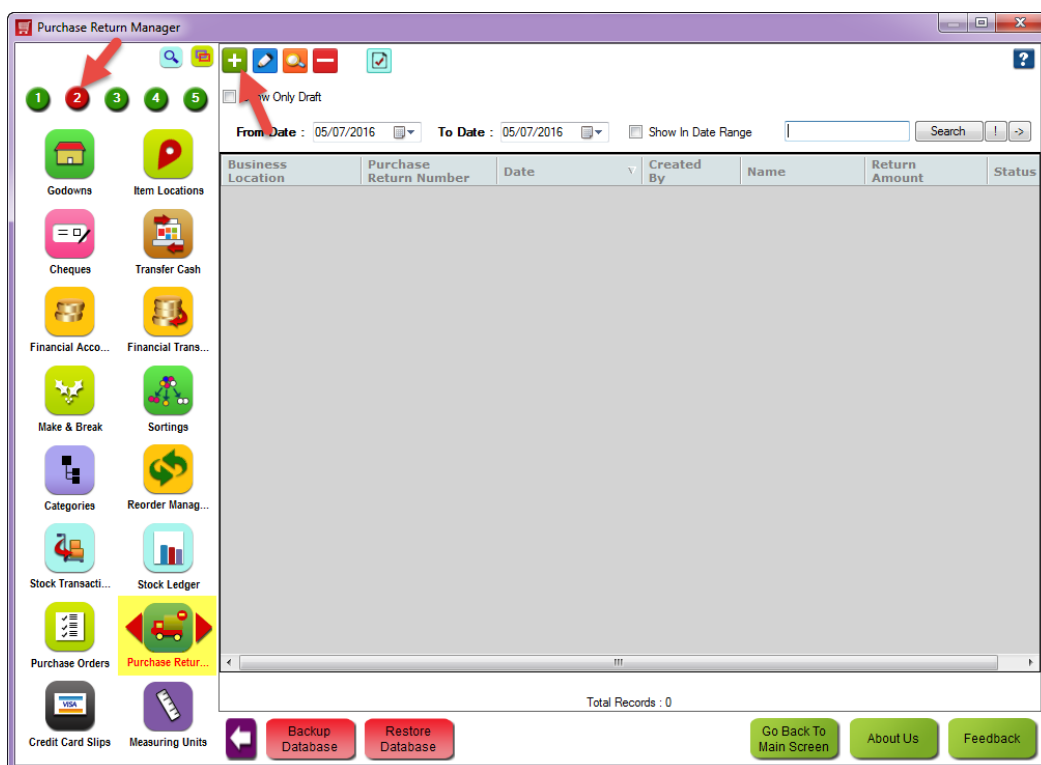 Purchase Return Manager
1 2 3 4 5
?
Show Only Draft
From Date : 05/07/2016 To Date : 05/07/2016 Show In Date Range Search ! ->
Business Location
Purchase Return Number
Date
Created By
Name
Return Amount
Status
Godowns
Item Locations
Cheques
Transfer Cash
Financial Acco...
Financial Trans...
Make & Break
Sortings
Categories
Reorder Manag...
Stock Transacti...
Stock Ledger
Purchase Orders
Purchase Retur...
VISA
Credit Card Slips
Measuring Units
Total Records : 0
Backup
Database
Restore
Database
Go Back To
Main Screen
About Us
Feedback